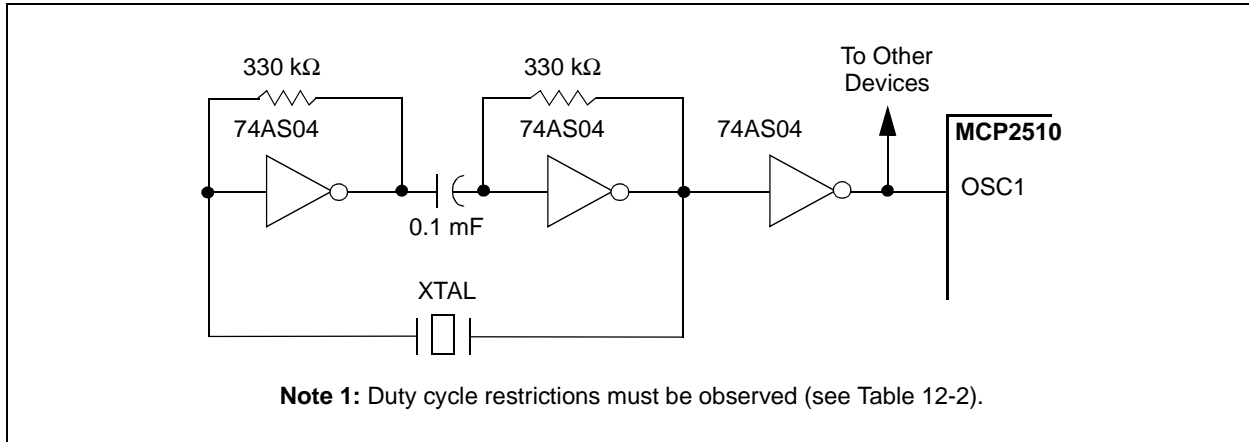 330 kΩ
330 kΩ
To Other
Devices
74AS04
74AS04
74AS04
MCP2510
OSC1
0.1 mF
XTAL
Note 1: Duty cycle restrictions must be observed (see Table 12-2).